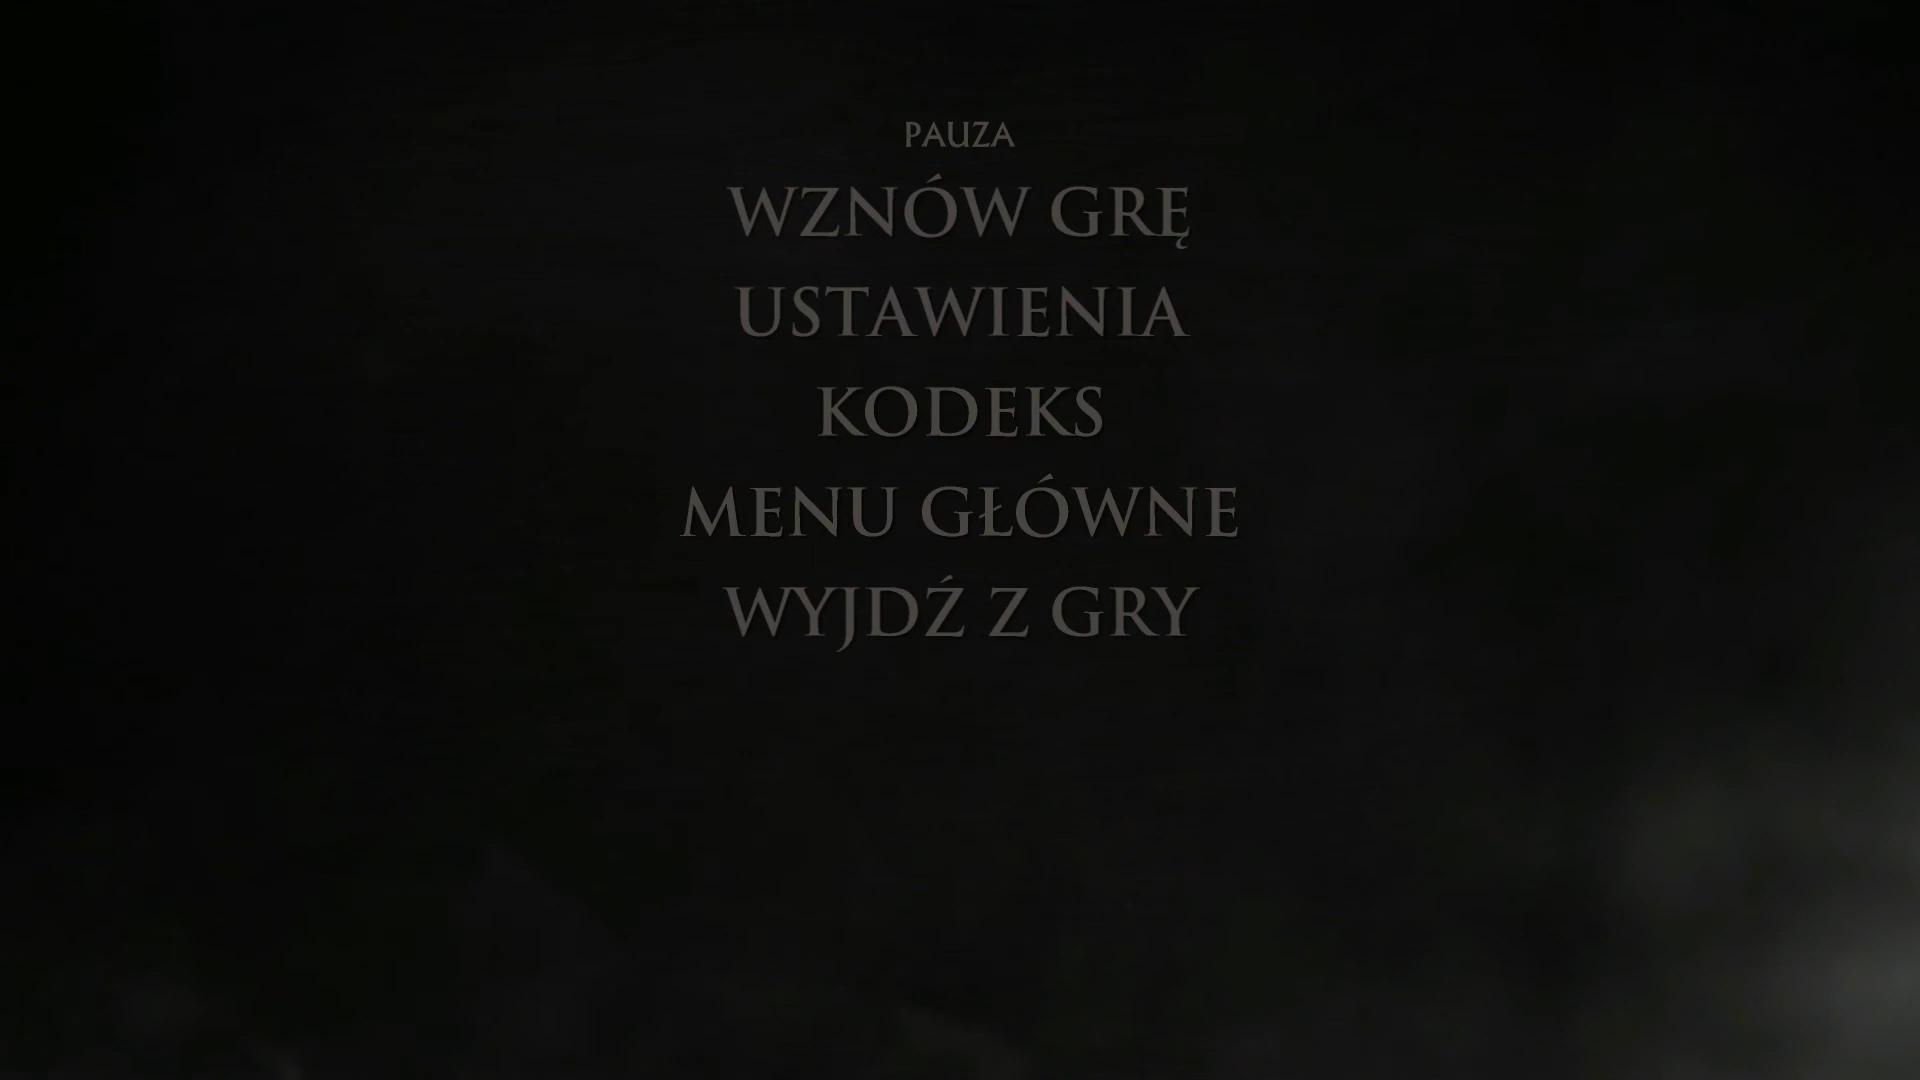 PAUZA
WZNÓW GRĘ
USTAWIENIA
KODEKS
MENU GŁÓWNE
WYJDŹ Z GRY